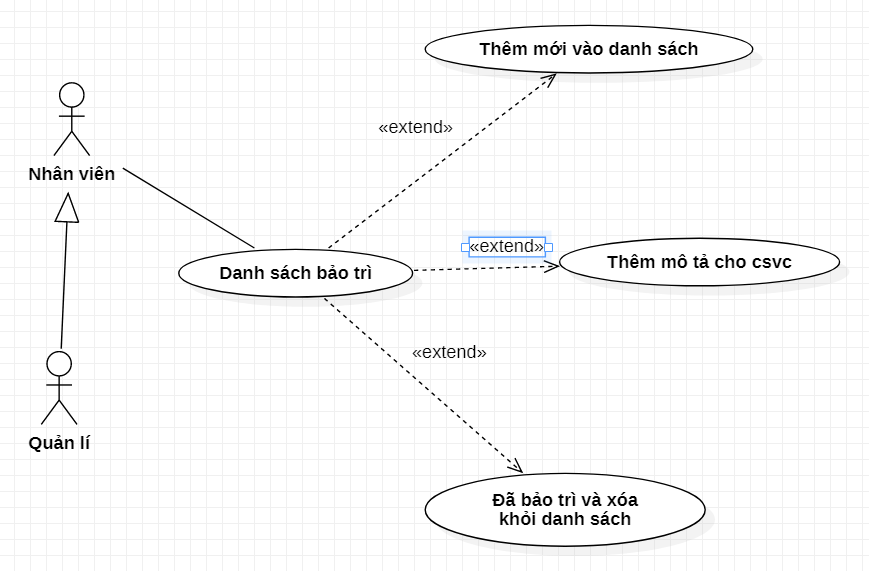 Thêm mới vào danh sách
«extend»
Nhân viên
«extend»
Thêm mô tả cho csvc
Danh sách bảo trì
«extend»
Quản lí
Đã bảo trì và xóa
khỏi danh sách